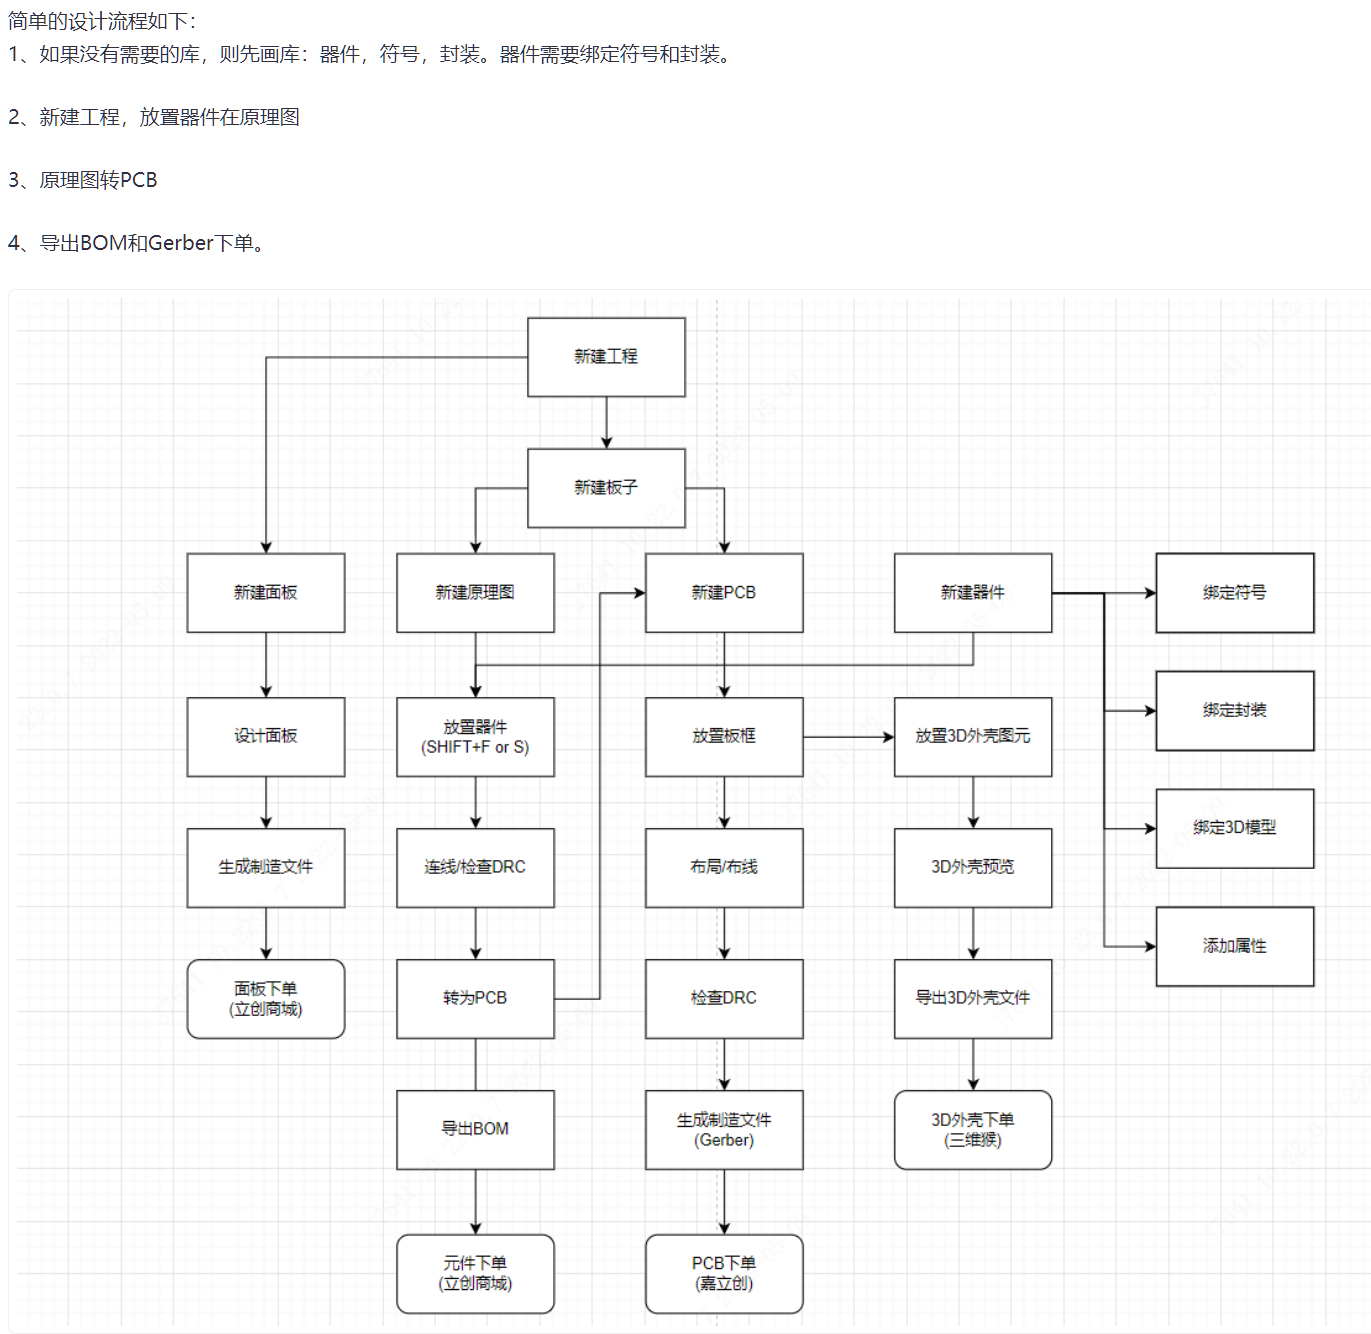 简单的设计流程如下：
1、如果没有需要的库，则先画库：器件，符号，封装。器件需要绑定符号和封装。
2、新建工程，放置器件在原理图
3、原理图转PCB
4、导出BOM和Gerber下单。
新建工程
新建板子
新建面板
新建原理图
新建PCB
新建器件
绑定符号
设计面板
放置器件
(SHIFT+F or S)
放置板框
放置3D外壳图元
绑定封装
生成制造文件
连线/检查DRC
布局/布线
3D外壳预览
绑定3D模型
面板下单
(立创商城)
转为PCB
检查DRC
导出3D外壳文件
添加属性
导出BOM
生成制造文件
(Gerber)
3D外壳下单
(三维猴)
元件下单
(立创商城)
PCB下单
(嘉立创)